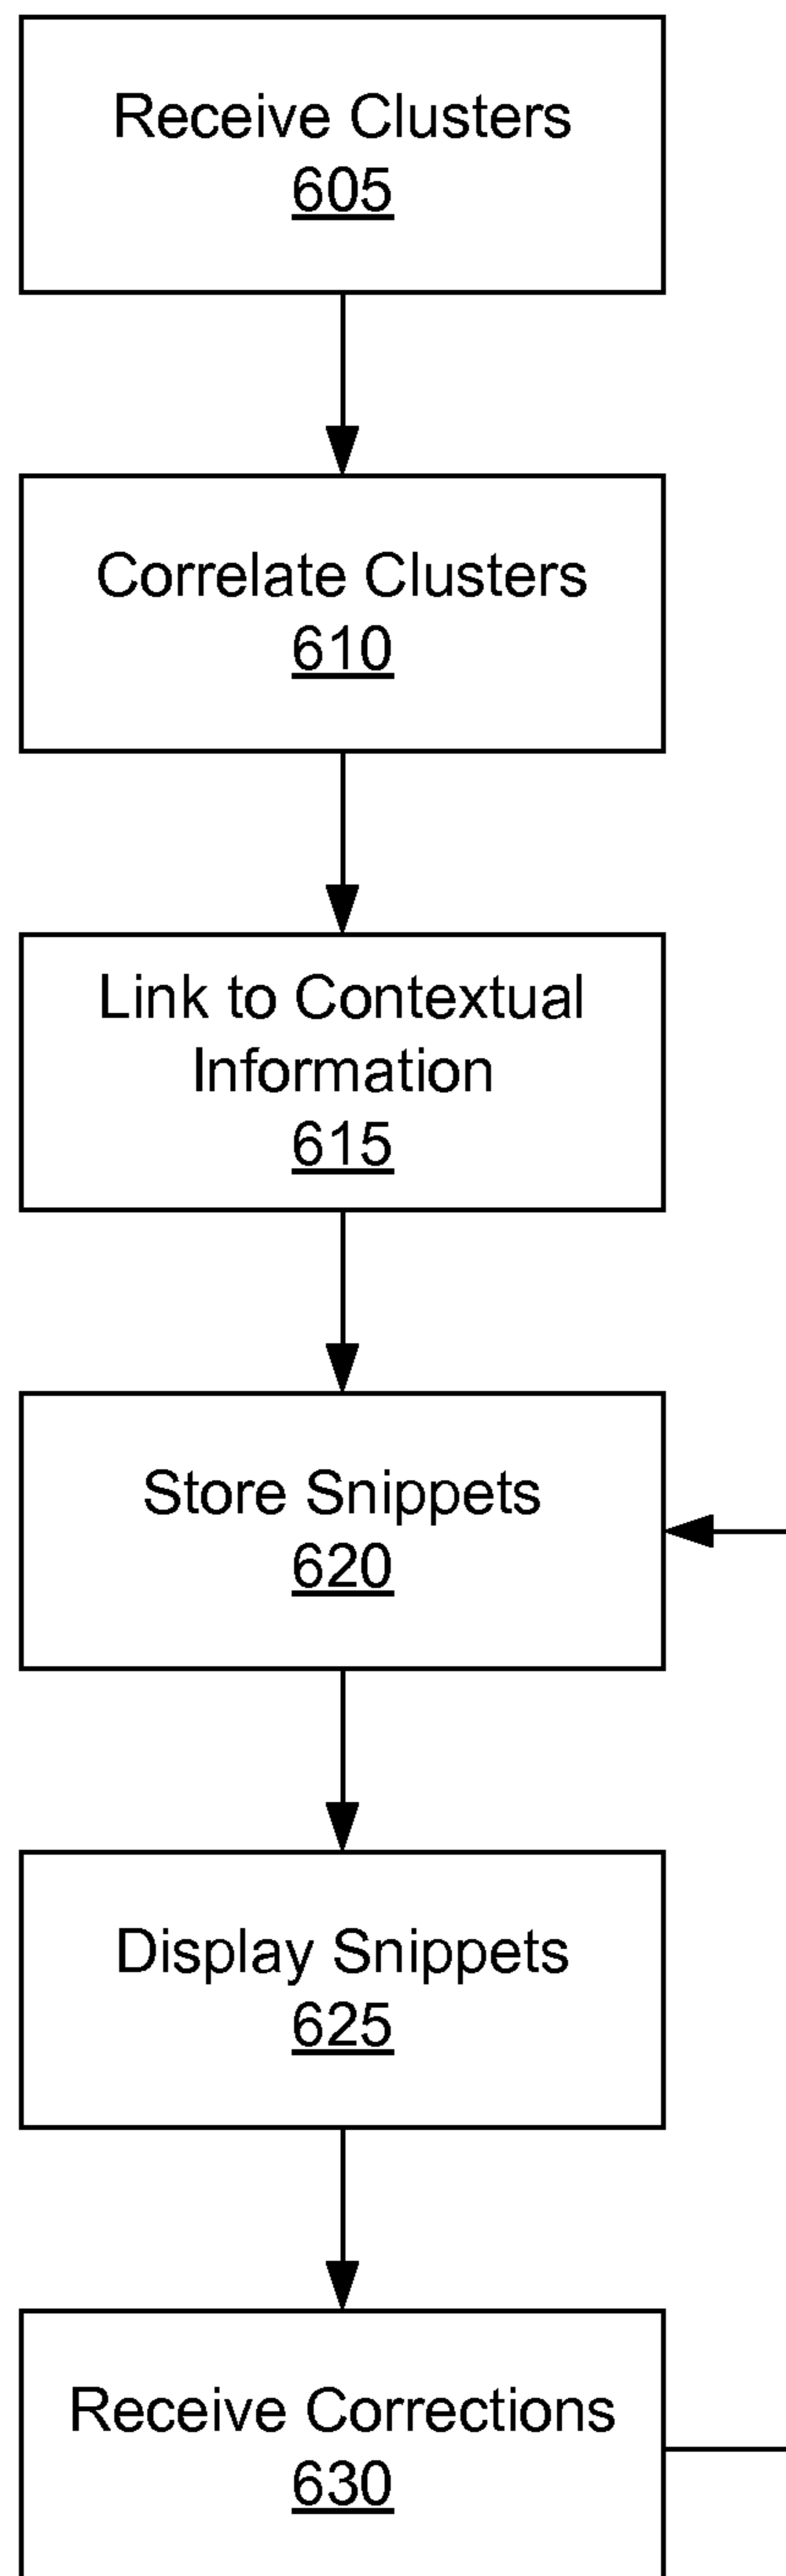 Receive Clusters
605
Correlate Clusters
610
Link to Contextual
Information
615
Store Snippets
620
Display Snippets
625
Receive Corrections
630